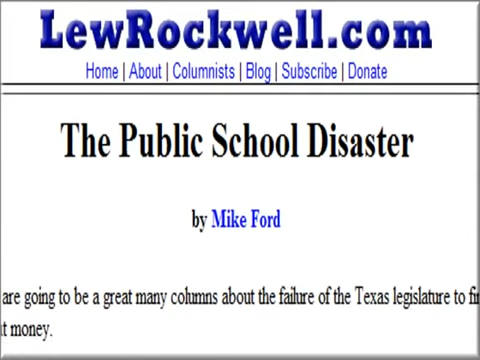 LewRockwell.com
Home | About | Columnists | Blog | Subscribe | Donate
The Public School Disaster
by Mike Ford
are going to be a great many columns about the failure of the Texas legislature to
money.